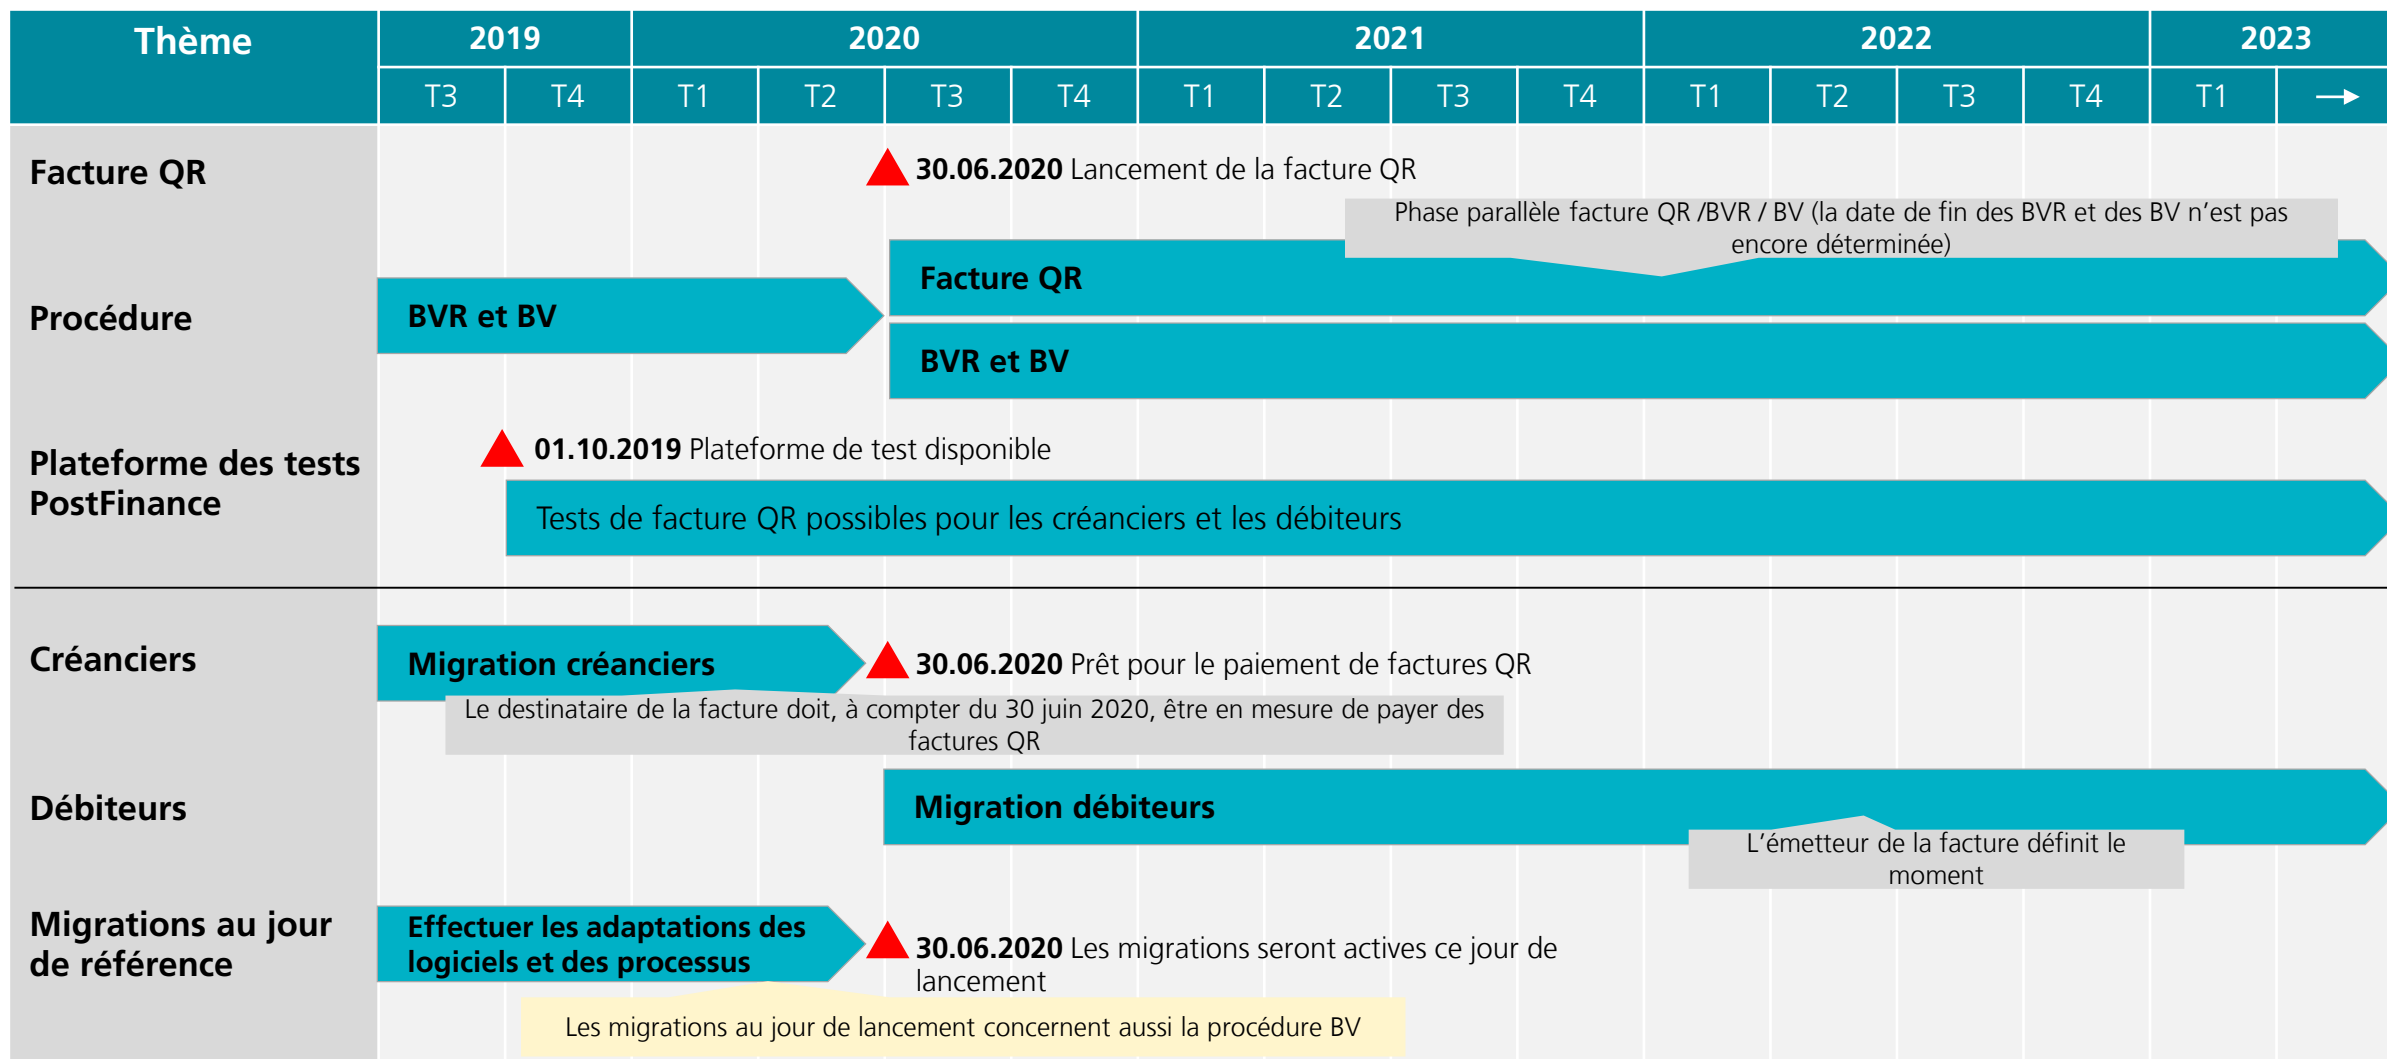 Thème
2019
2020
2021
2022
2023
T3
T4
T1
T2
T3
T4
T1
T2
T3
T4
T1
T2
T3
T4
T1
Facture QR
30.06.2020 Lancement de la facture QR
Phase parallèle facture QR /BVR / BV (la date de fin des BVR et des BV n’est pas
encore déterminée)
Procédure
BVR et BV
Facture QR
BVR et BV
Plateforme des tests
PostFinance
01.10.2019 Plateforme de test disponible
Tests de facture QR possibles pour les créanciers et les débiteurs
Créanciers
Migration créanciers
30.06.2020 Prêt pour le paiement de factures QR
Le destinataire de la facture doit, à compter du 30 juin 2020, être en mesure de payer des
factures QR
Débiteurs
Migration débiteurs
L’émetteur de la facture définit le
moment
Migrations au jour
de référence
Effectuer les adaptations des
logiciels et des processus
30.06.2020 Les migrations seront actives ce jour de
lancement
Les migrations au jour de lancement concernent aussi la procédure BV